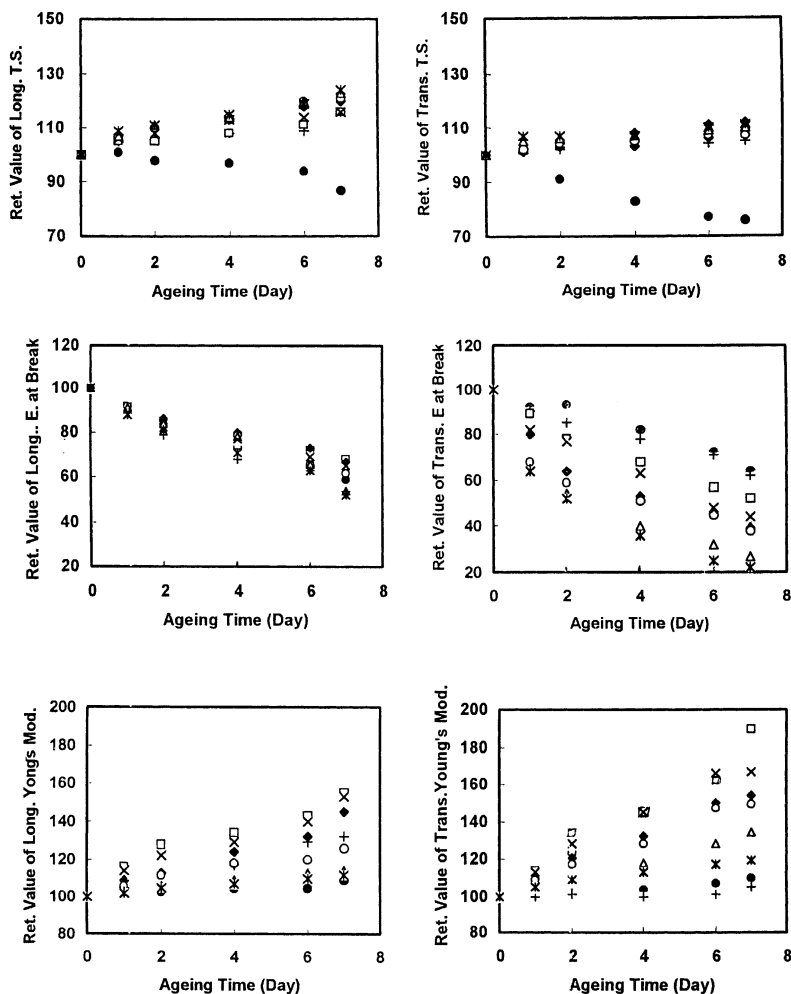 150
130
110
90
70
Ret. Value of Long. T.S.
0 2 4 6 8
Ageing Time (Day)
150
130
110
90
70
Ret. Value of Trans. T.S.
0 2 4 6 8
Ageing Time (Day)
120
100
80
60
40
20
Ret. Value of Long.. E. at Break
0 2 4 6 8
Ageing Time (Day)
120
100
80
60
40
20
Ret. Value of Trans. E at Break
0 2 4 6 8
Ageing Time (Day)
200
180
160
140
120
100
80
Ret. Value of Long. Yong's Mod.
0 2 4 6 8
Ageing Time (Day)
200
180
160
140
120
100
80
Ret. Value of Trans.Young's Mod.
0 2 4 6 8
Ageing Time (Day)